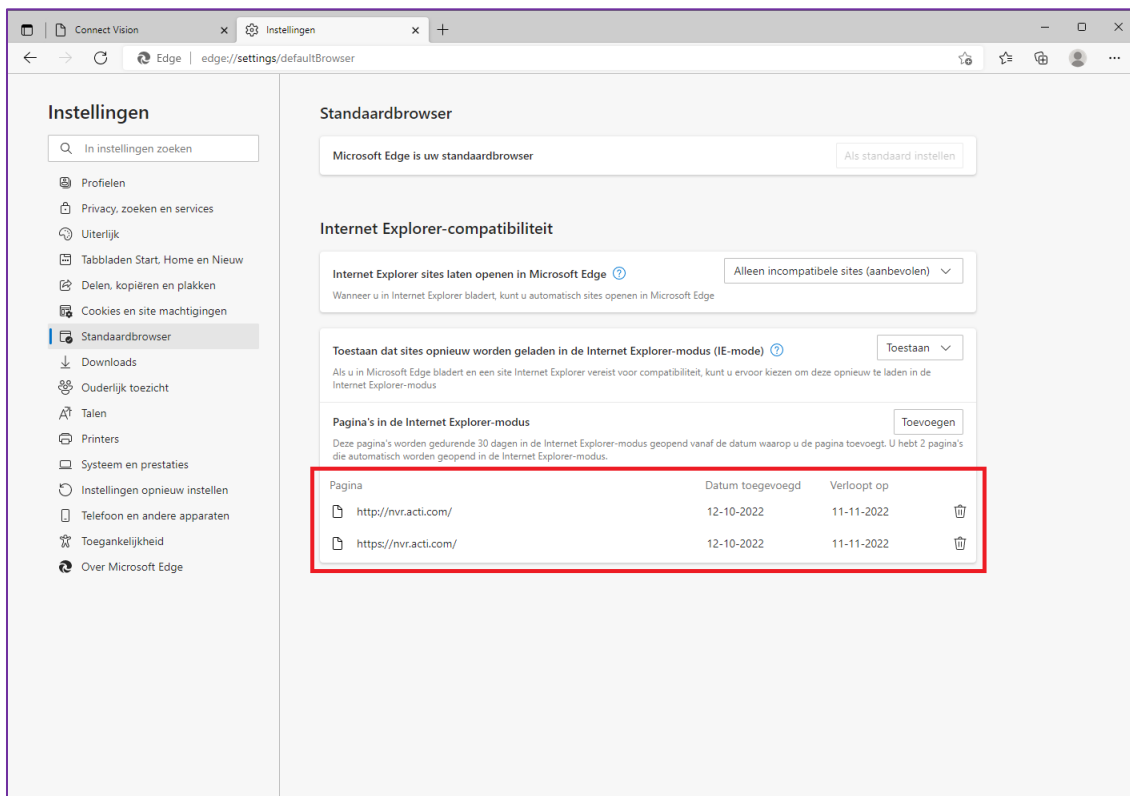 Connect Vision
Instellingen
Edge
edge://settings/defaultBrowser
Instellingen
In instellingen zoeken
Profielen
Privacy, zoeken en services
Uiterlijk
Tabbladen Start, Home en Nieuw
Delen, kopiëren en plakken
Cookies en site machtigingen
Standaardbrowser
Downloads
Ouderlijk toezicht
Talen
Printers
Systeem en prestaties
Instellingen opnieuw instellen
Telefoon en andere apparaten
Toegankelijkheid
Over Microsoft Edge
Standaardbrowser
Microsoft Edge is uw standaardbrowser
Als standaard instellen
Internet Explorer-compatibiliteit
Internet Explorer sites laten openen in Microsoft Edge
Alleen incompatibele sites (aanbevolen)
Wanneer u in Internet Explorer bladert, kunt u automatisch sites openen in Microsoft Edge
Toestaan dat sites opnieuw worden geladen in de Internet Explorer-modus (IE-mode)
Toestaan
Als u in Microsoft Edge bladert en een site Internet Explorer vereist voor compatibiliteit, kunt u ervoor kiezen om deze opnieuw te laden in de
Internet Explorer-modus
Pagina's in de Internet Explorer-modus
Toevoegen
Deze pagina's worden gedurende 30 dagen in de Internet Explorer-modus geopend vanaf de datum waarop u de pagina toevoegt. U hebt 2 pagina's
die automatisch worden geopend in de Internet Explorer-modus.
Pagina Datum toegevoegd Verloopt op
http://nvr.acti.com/ 12-10-2022 11-11-2022
https://nvr.acti.com/ 12-10-2022 11-11-2022